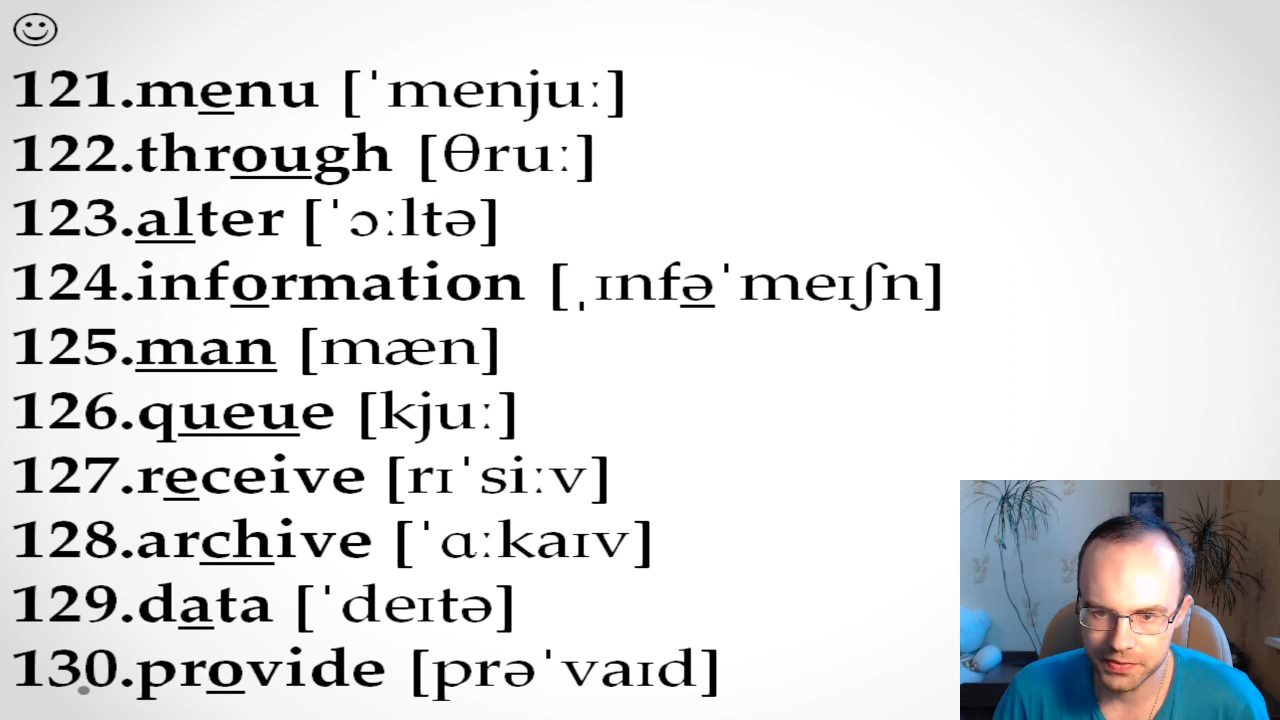 ☺
121.menu [ˈmenjuː]
122.through [θruː]
123.alter [ˈɔːltə]
124.information [ˌɪnfəˈmeɪʃn]
125.man [mæn]
126.queue [kjuː]
127.receive [rɪˈsiːv]
128.archive [ˈɑːkaɪv]
129.data [ˈdeɪtə]
130.provide [prəˈvaɪd]